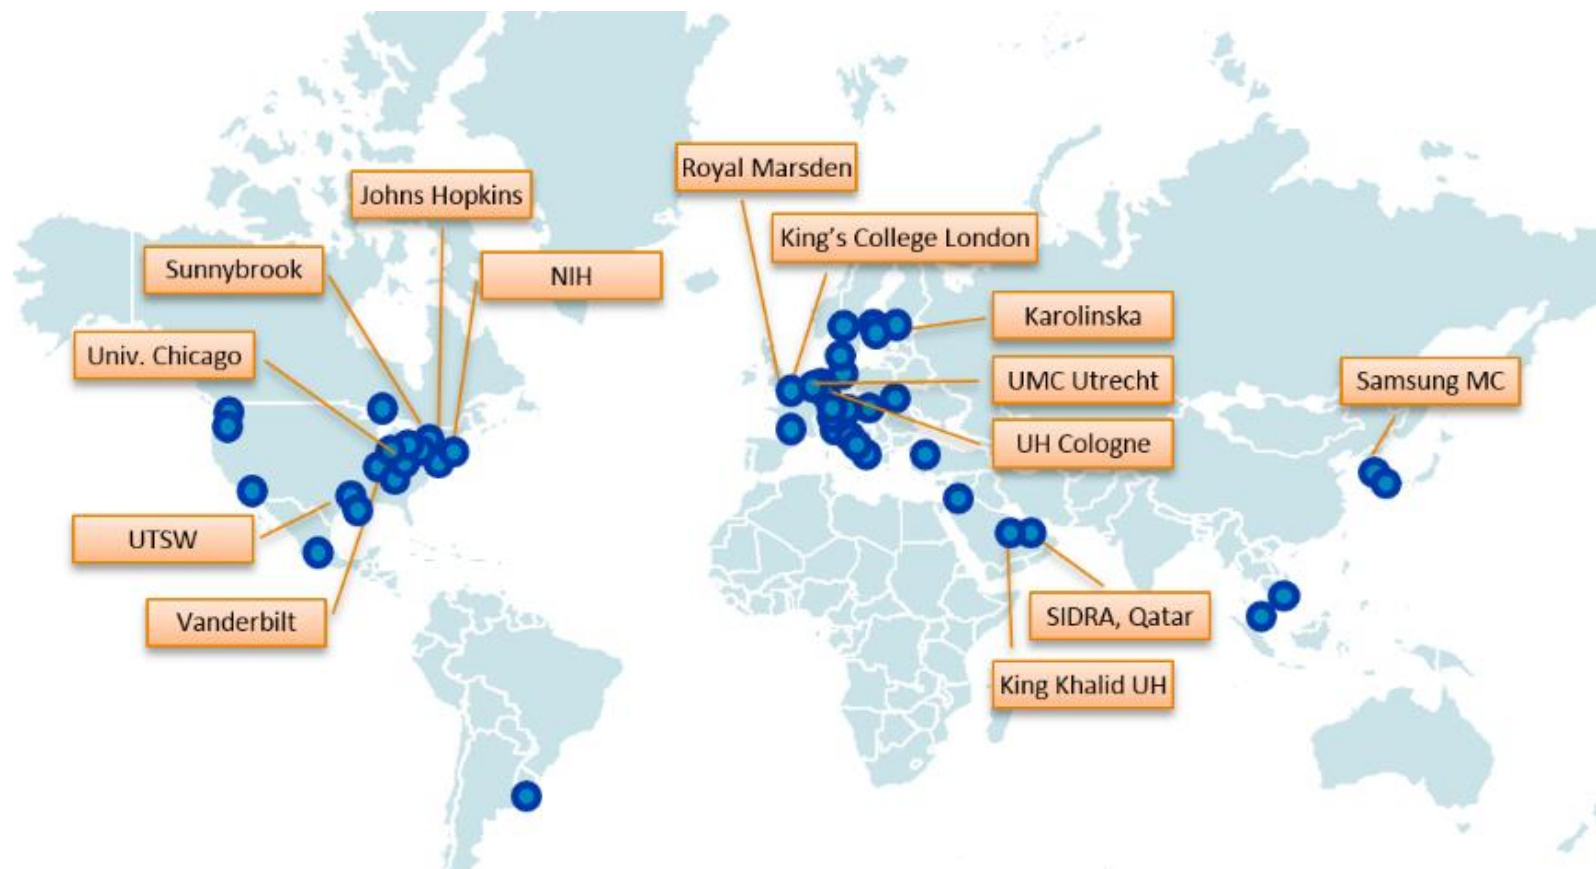 Royal Marsden
Johns Hopkins
King's College London
Sunnybrook
NIH
Karolinska
Univ. Chicago
UMC Utrecht
Samsung MC
UH Cologne
UTSW
SIDRA, Qatar
Vanderbilt
King Khalid UH